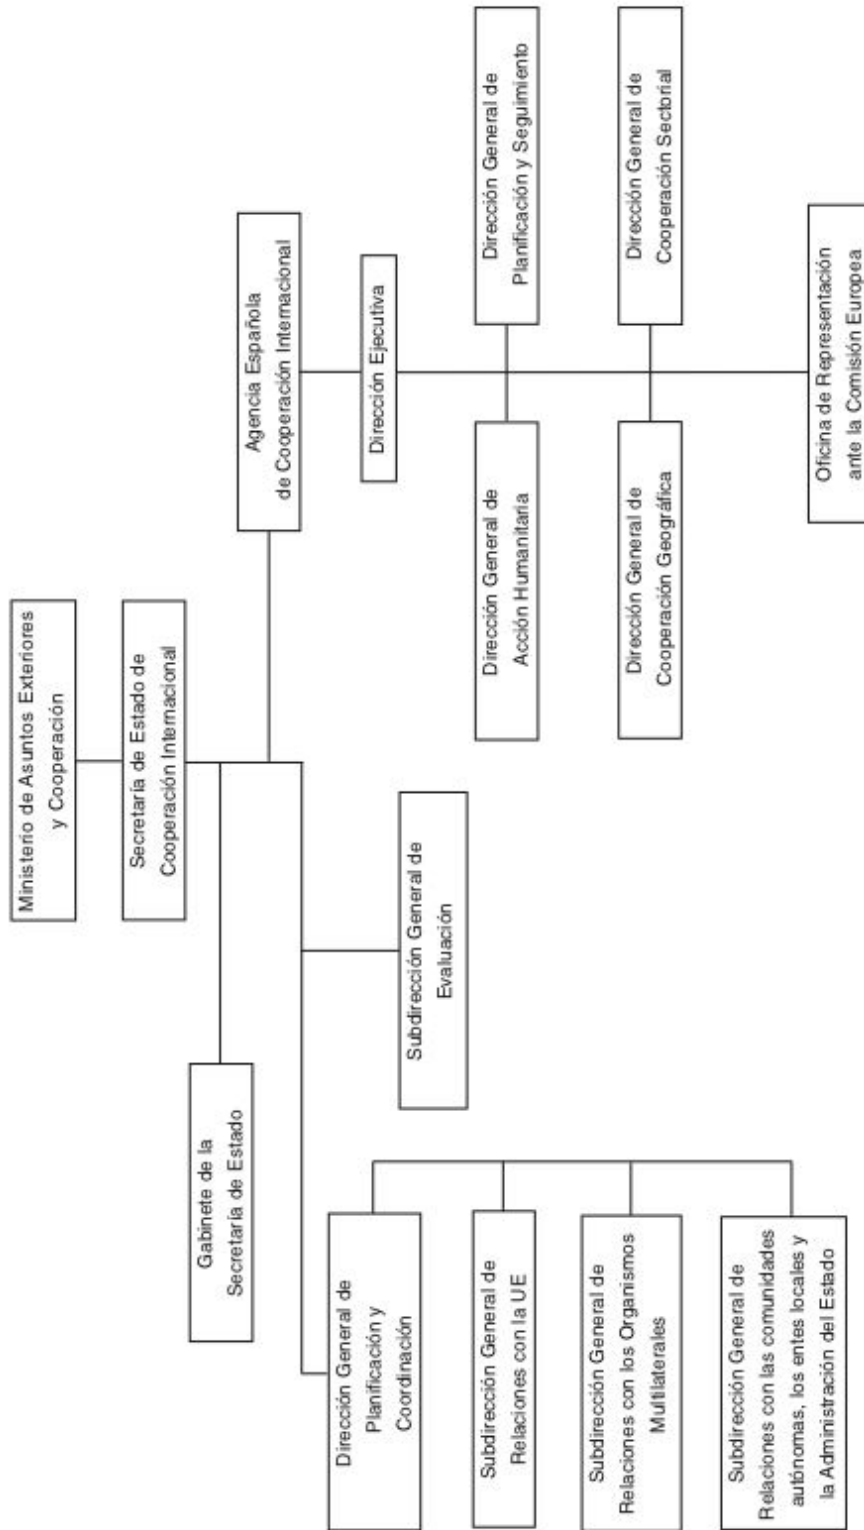 Ministerio de Asuntos Exteriores
y Cooperación
Secretaría de Estado de
Cooperación Internacional
Gabinete de la
Secretaría de Estado
Agencia Española
de Cooperación Internacional
Dirección General de
Planificación y
Coordinación
Subdirección General de
Evaluación
Dirección Ejecutiva
Subdirección General de
Relaciones con la UE
Dirección General de
Acción Humanitaria
Dirección General de
Planificación y Seguimiento
Subdirección General de
Relaciones con los Organismos
Multilaterales
Dirección General de
Cooperación Geográfica
Dirección General de
Cooperación Sectorial
Subdirección General de
Relaciones con las comunidades
autónomas, los entes locales y
la Administración del Estado
Oficina de Representación
ante la Comisión Europea